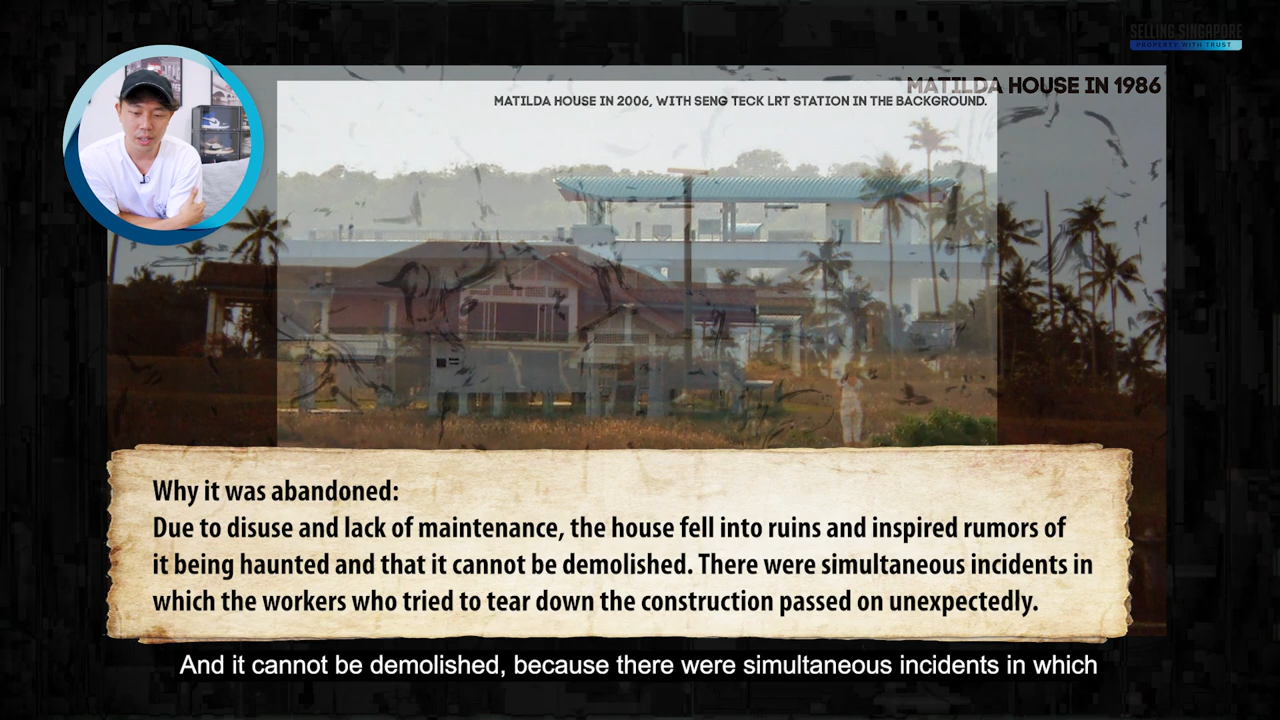 SELLING SINGAPORE
PROPERTY WITH TRUST
MATILDA HOUSE IN 1986
MATILDA HOUSE IN 2006, WITH SENG TECK LRT STATION IN THE BACKGROUND.
Why it was abandoned:
Due to disuse and lack of maintenance, the house fell into ruins and inspired rumors of
it being haunted and that it cannot be demolished. There were simultaneous incidents in
which the workers who tried to tear down the construction passed on unexpectedly.
And it cannot be demolished, because there were simultaneous incidents in which